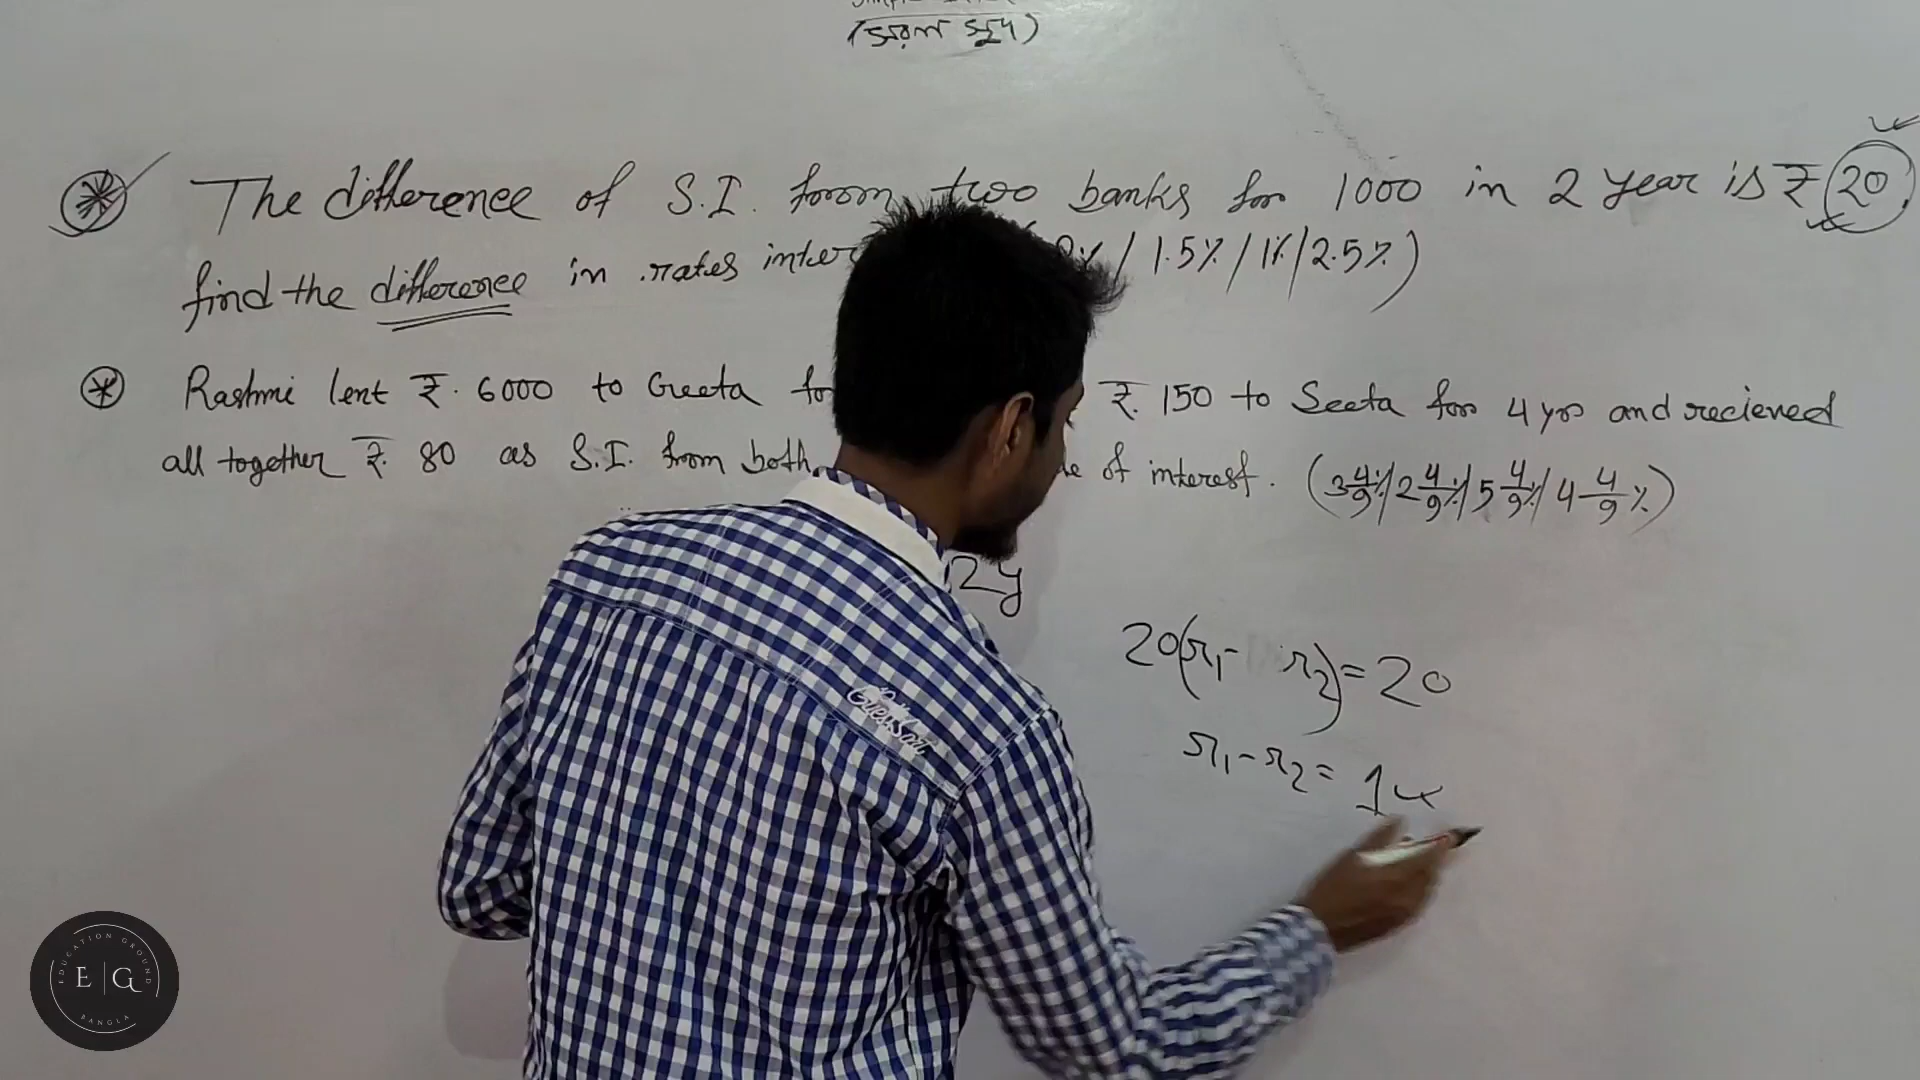 (সরল সুদ)
The difference of S.I. from two banks for 1000 in 2 year is ₹ 20.
find the difference in rates / 1.5% / 1% / 2.5%)
Rashmi lent ₹. 6000 to Geeta ₹. 150 to Seeta for 4 yrs and recieved
all together ₹. 80 as S.I. from both. of interest. (3 4/9% / 2 4/9% / 5 4/9% / 4 4/9 %)
2y
20(r₁ - r₂) = 20
r₁ - r₂ = 1%
EDUCATION GROUND
E | G
BANGLA